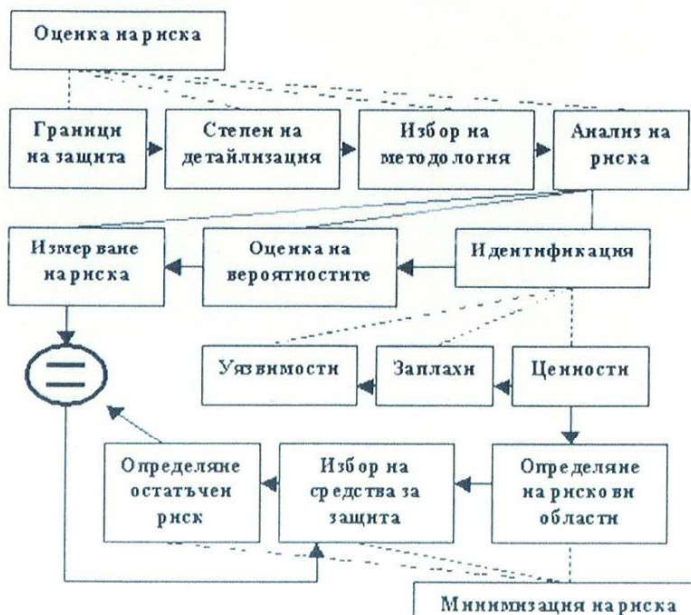 Оценка на риска
Граници
на защита
Степен на
детайлизация
Избор на
методология
Анализ на
риска
Измерване
на риска
Оценка на
вероятностите
Идентификация
Уязвимости
Заплахи
Ценности
Определяне
остатъчен
риск
Избор на
средства за
защита
Определяне
на рискови
области
Минимизация на риска